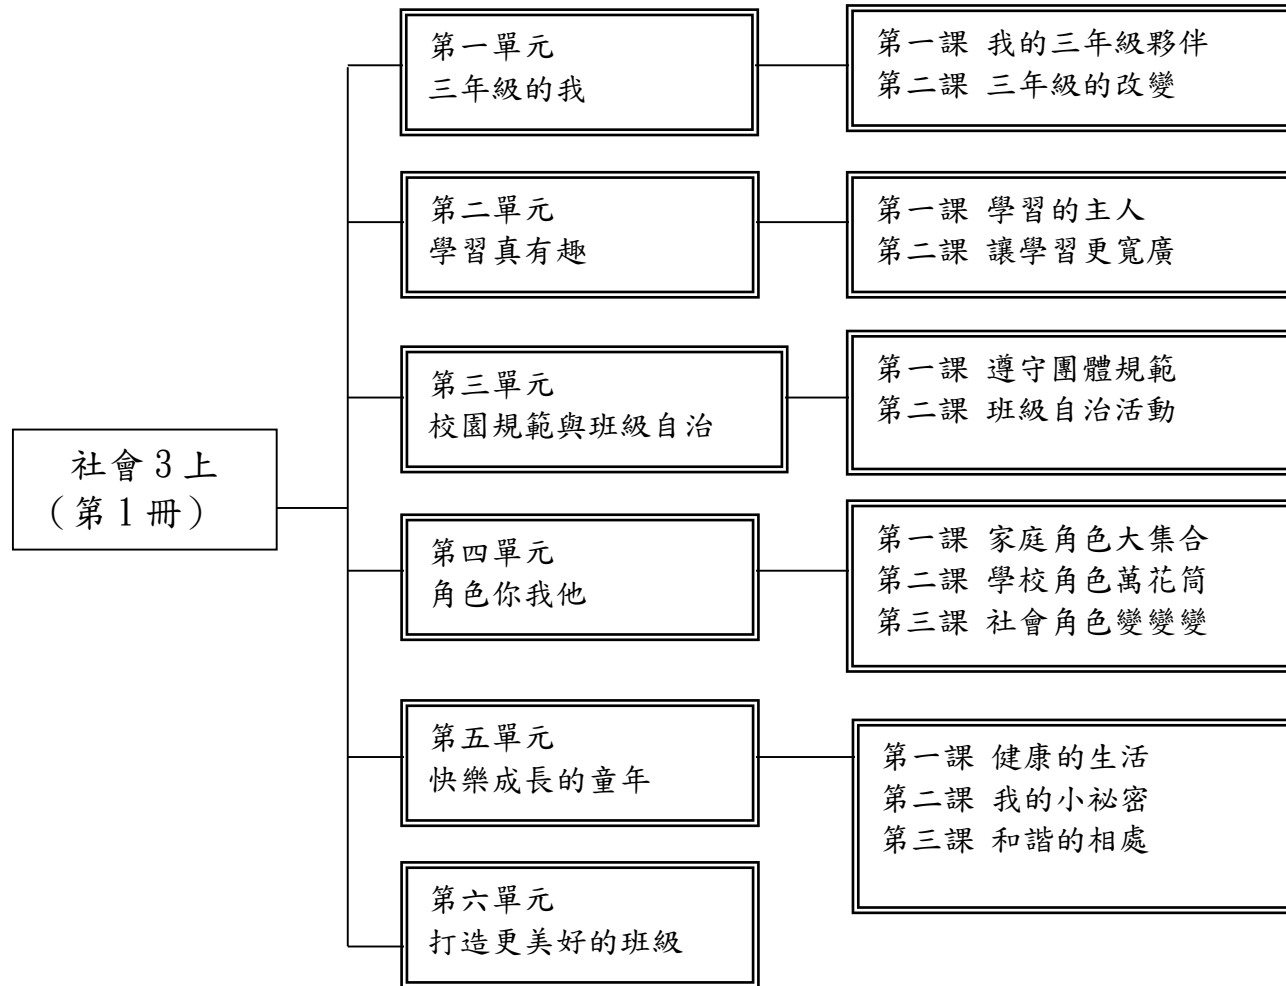 社會3上
（第1冊）
第一單元
三年級的我
第一課 我的三年級夥伴
第二課 三年級的改變
第二單元
學習真有趣
第一課 學習的主人
第二課 讓學習更寬廣
第三單元
校園規範與班級自治
第一課 遵守團體規範
第二課 班級自治活動
第四單元
角色你我他
第一課 家庭角色大集合
第二課 學校角色萬花筒
第三課 社會角色變變變
第五單元
快樂成長的童年
第一課 健康的生活
第二課 我的小祕密
第三課 和諧的相處
第六單元
打造更美好的班級